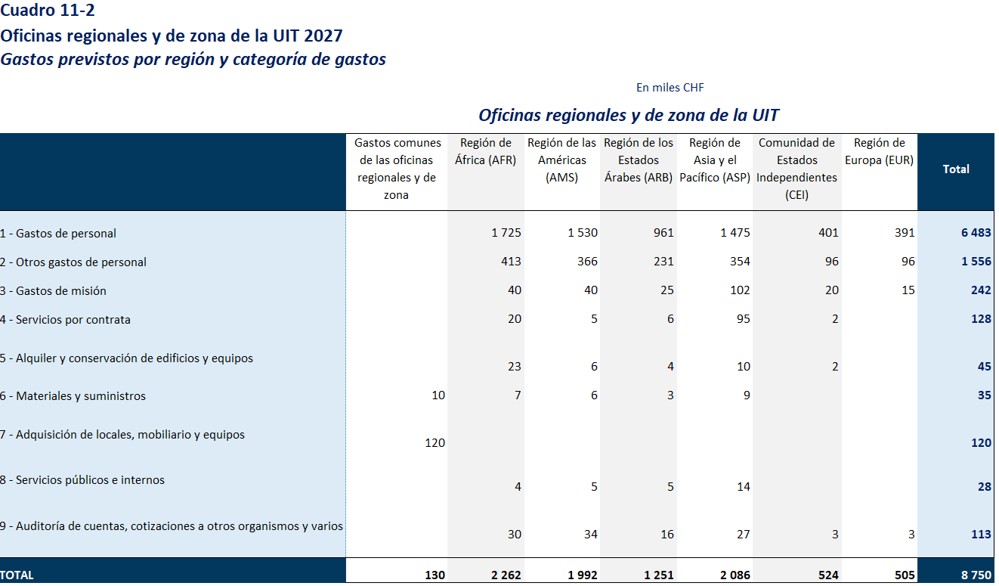 Cuadro 11-2
Oficinas regionales y de zona de la UIT 2027
Gastos previstos por región y categoría de gastos
En miles CHF
Oficinas regionales y de zona de la UIT
Gastos comunes de las oficinas regionales y de zona Región de África (AFR) Región de las Américas (AMS) Región de los Estados Árabes (ARB) Región de Asia y el Pacífico (ASP) Comunidad de Estados Independientes (CEI) Región de Europa (EUR) Total
1 - Gastos de personal 1 725 1 530 961 1 475 401 391 6 483
2 - Otros gastos de personal 413 366 231 354 96 96 1 556
3 - Gastos de misión 40 40 25 102 20 15 242
4 - Servicios por contrata 20 5 6 95 2 128
5 - Alquiler y conservación de edificios y equipos 23 6 4 10 2 45
6 - Materiales y suministros 10 7 6 3 9 35
7 - Adquisición de locales, mobiliario y equipos 120 120
8 - Servicios públicos e internos 4 5 5 14 28
9 - Auditoría de cuentas, cotizaciones a otros organismos y varios 30 34 16 27 3 3 113
TOTAL 130 2 262 1 992 1 251 2 086 524 505 8 750